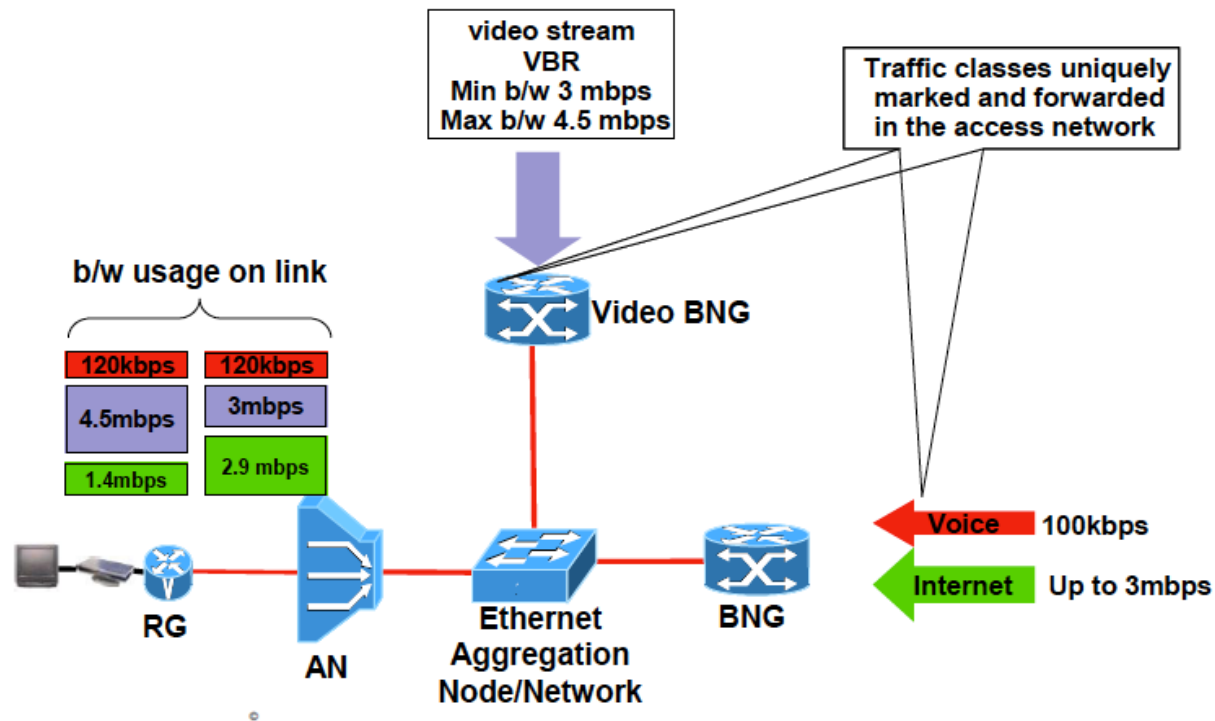 video stream
VBR
Min b/w 3 mbps
Max b/w 4.5 mbps
Traffic classes uniquely
marked and forwarded
in the access network
b/w usage on link
Video BNG
120kbps
120kbps
4.5mbps
3mbps
1.4mbps
2.9 mbps
Voice
100kbps
Internet
Up to 3mbps
RG
AN
Ethernet
Aggregation
Node/Network
BNG
©